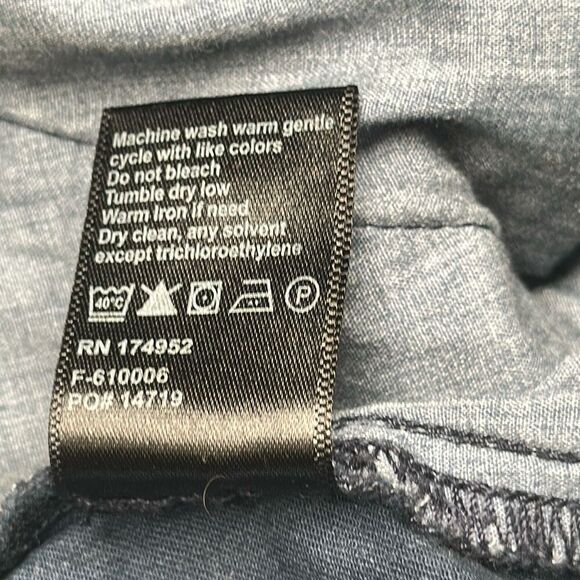 Machine wash warm gentle
cycle with like colors
Do not bleach
Tumble dry low
Warm Iron if need
Dry clean, any solvent
except trichloroethylene
40°C P
RN 174952
F-610006
PO# 14719